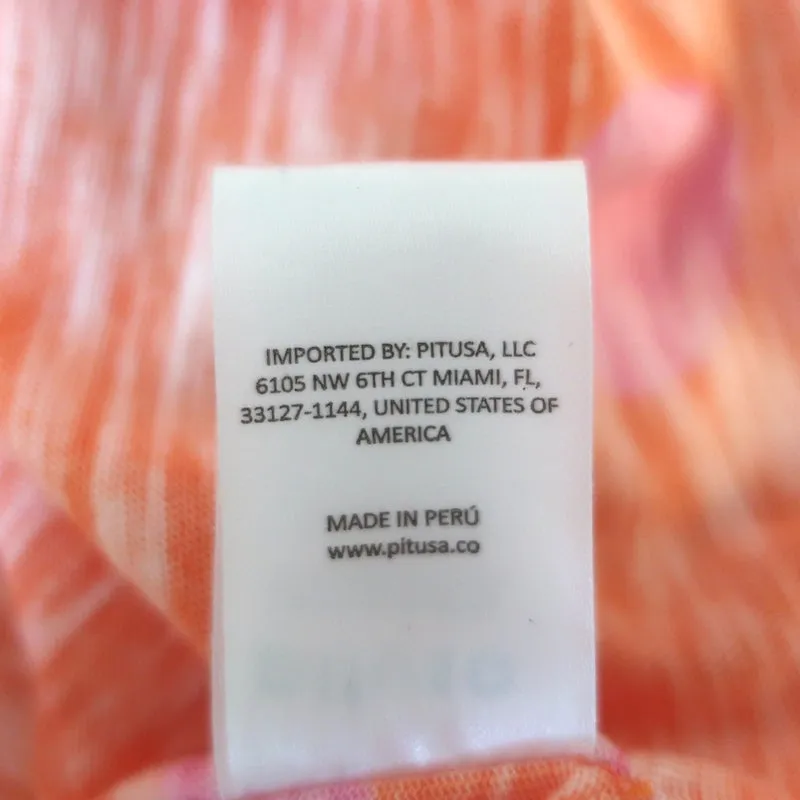 IMPORTED BY: PITUSA, LLC
6105 NW 6TH CT MIAMI, FL,
33127-1144, UNITED STATES OF
AMERICA
MADE IN PERÚ
www.pitusa.co